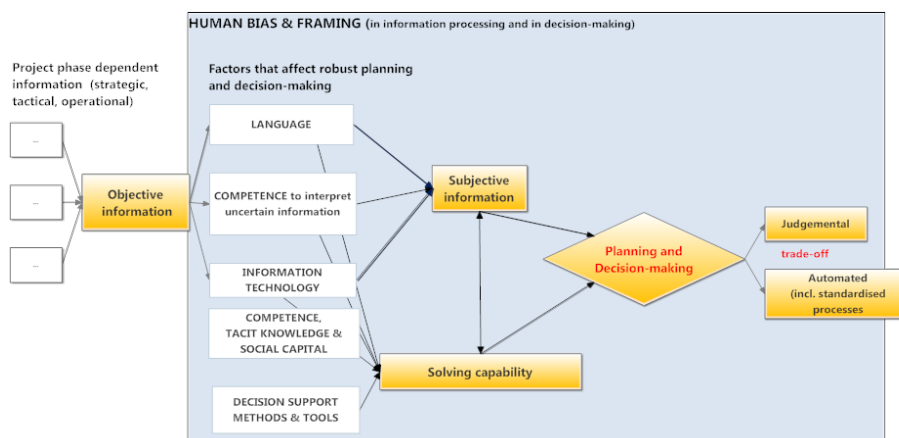 HUMAN BIAS & FRAMING (in information processing and in decision-making)
Project phase dependent
information (strategic,
tactical, operational)
...
...
...
Objective
information
Factors that affect robust planning
and decision-making
LANGUAGE
COMPETENCE to interpret
uncertain information
INFORMATION
TECHNOLOGY
COMPETENCE,
TACIT KNOWLEDGE &
SOCIAL CAPITAL
DECISION SUPPORT
METHODS & TOOLS
Subjective
information
Solving capability
Planning and
Decision-making
Judgemental
trade-off
Automated
(incl. standardised
processes